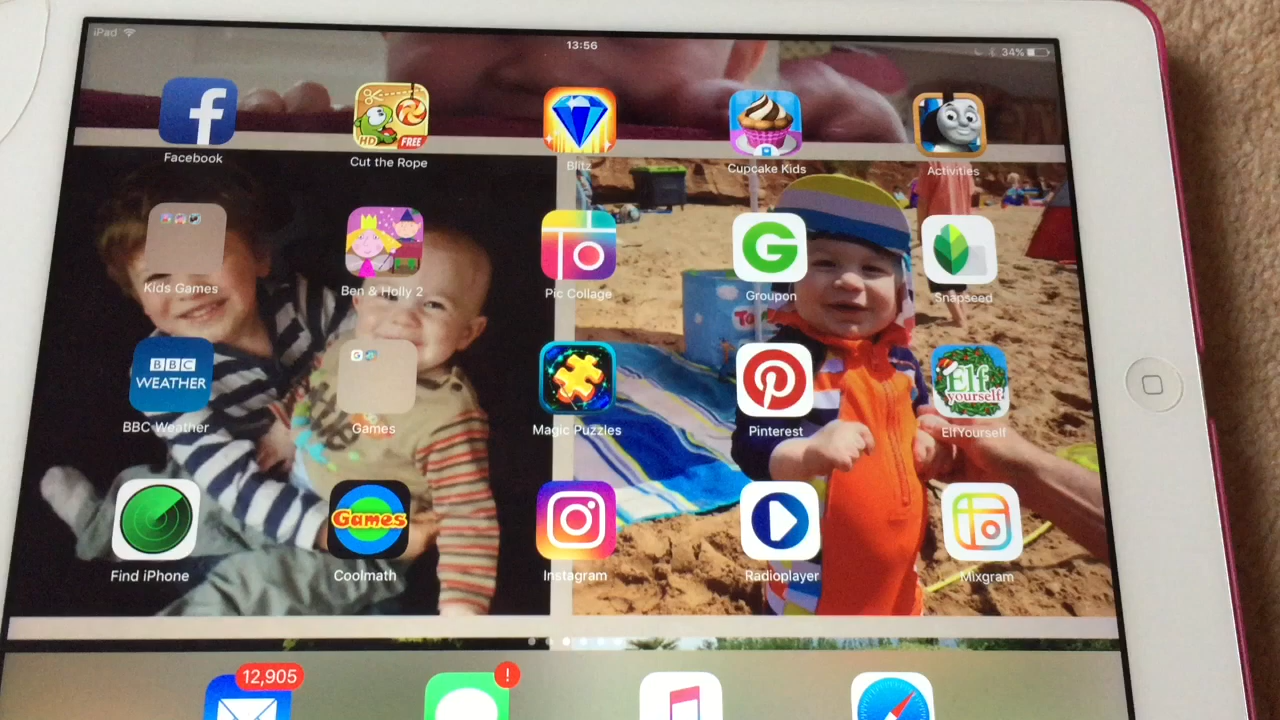 iPad
13:56
34%
HD
FREE
Facebook
Cut the Rope
Blitz
Cupcake Kids
Activities
Kids Games
Ben & Holly 2
Pic Collage
Groupon
Snapseed
BBC
WEATHER
Elf
yourself
BBC Weather
Games
Magic Puzzles
Pinterest
ElfYourself
Games
Find iPhone
Coolmath
Instagram
Radioplayer
Mixgram
12,905
!